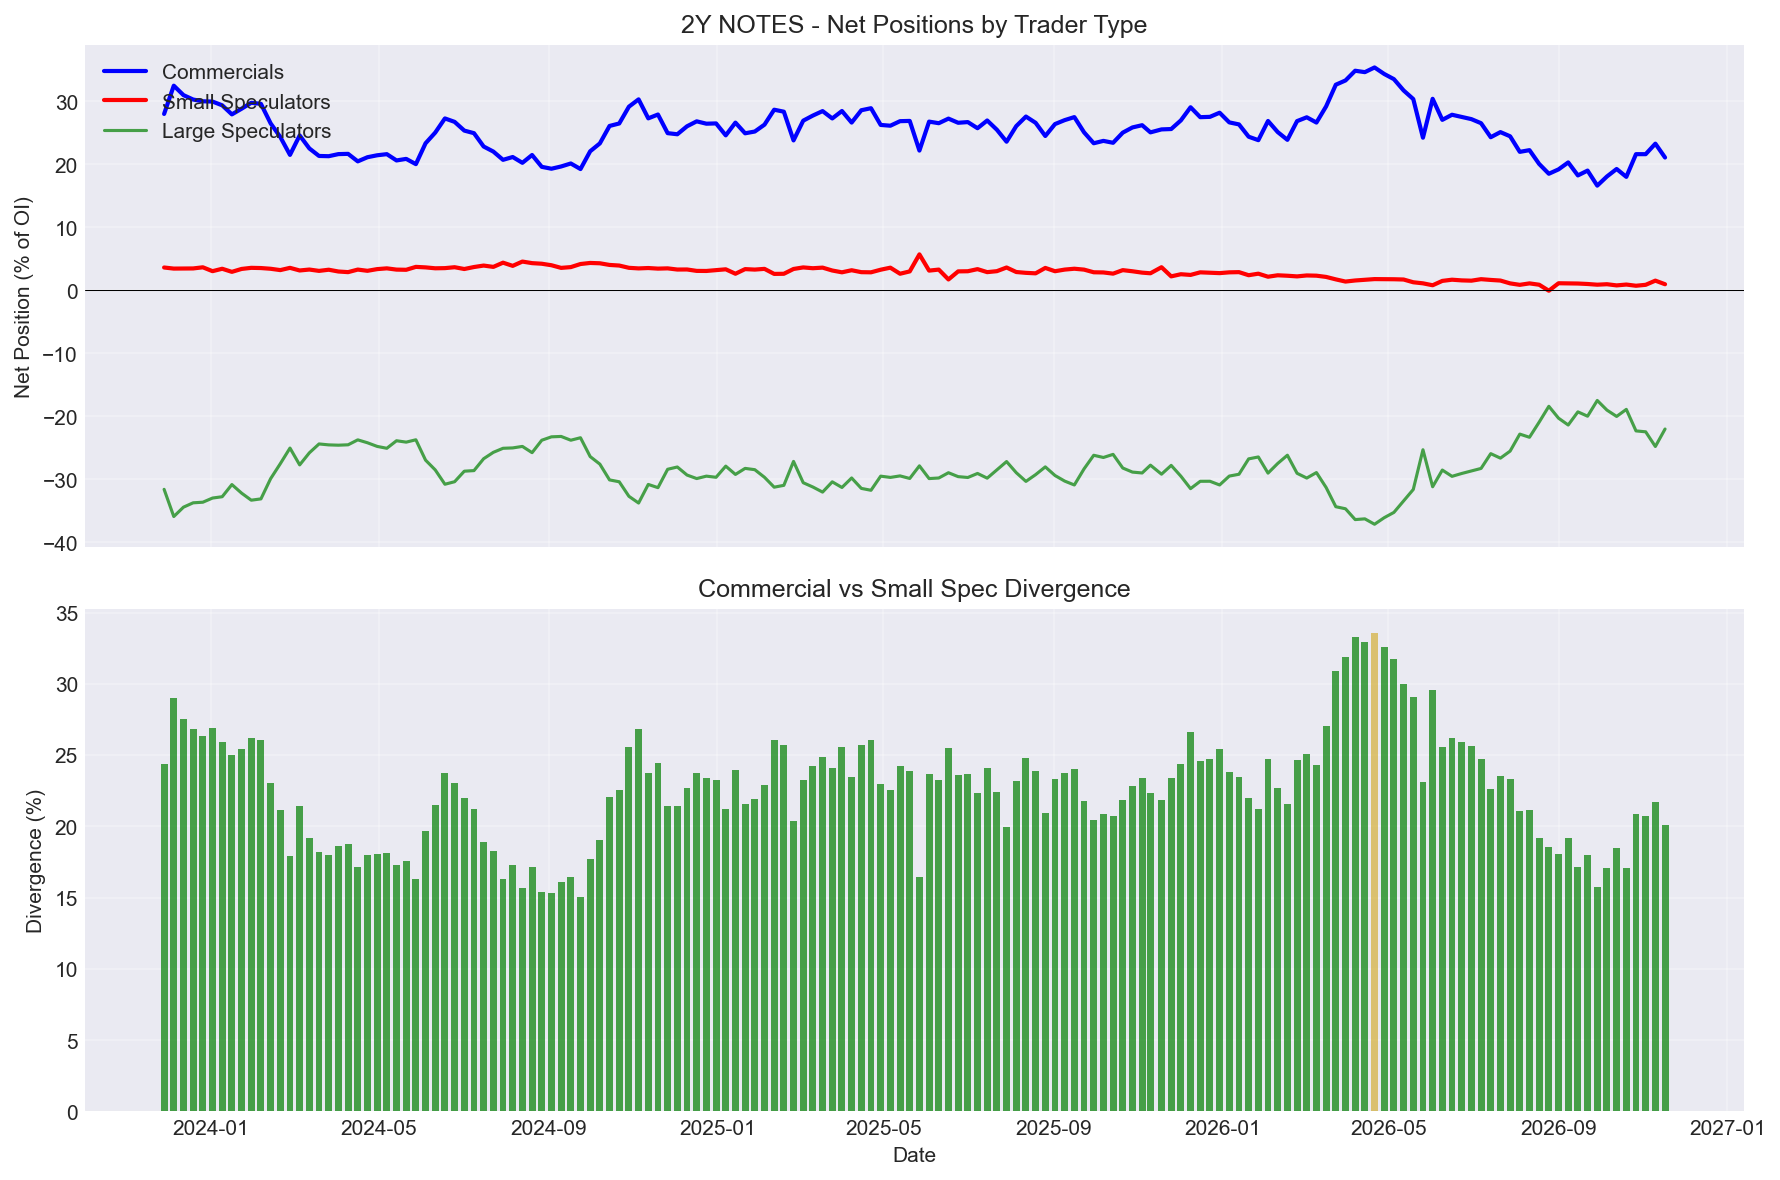 2Y NOTES - Net Positions by Trader Type
Commercials
Small Speculators
Large Speculators
Net Position (% of OI)
30
20
10
0
−10
−20
−30
−40
Commercial vs Small Spec Divergence
Divergence (%)
35
30
25
20
15
10
5
0
2024-01 2024-05 2024-09 2025-01 2025-05 2025-09 2026-01 2026-05 2026-09 2027-01
Date